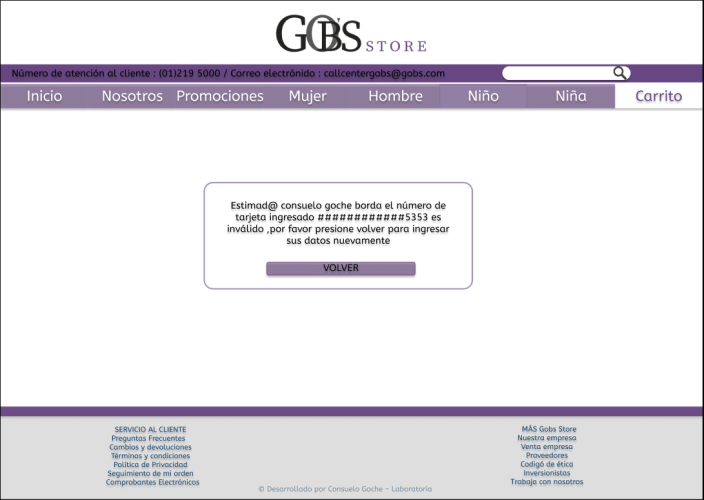 GOBS STORE
Número de atención al cliente : (01)219 5000 / Correo electrónido : callcentergobs@gobs.com
Inicio Nosotros Promociones Mujer Hombre Niño Niña Carrito
Estimad@ consuelo goche borda el número de
tarjeta ingresado ############5353 es
inválido ,por favor presione volver para ingresar
sus datos nuevamente
VOLVER
SERVICIO AL CLIENTE
Preguntas Frecuentes
Cambios y devoluciones
Términos y condiciones
Política de Privacidad
Seguimiento de mi orden
Comprobantes Electrónicos
© Desarrollado por Consuelo Goche - Laboratoria
MÁS Gobs Store
Nuestra empresa
Venta empresa
Proveedores
Codigó de ética
Inversionistas
Trabaja con nosotros